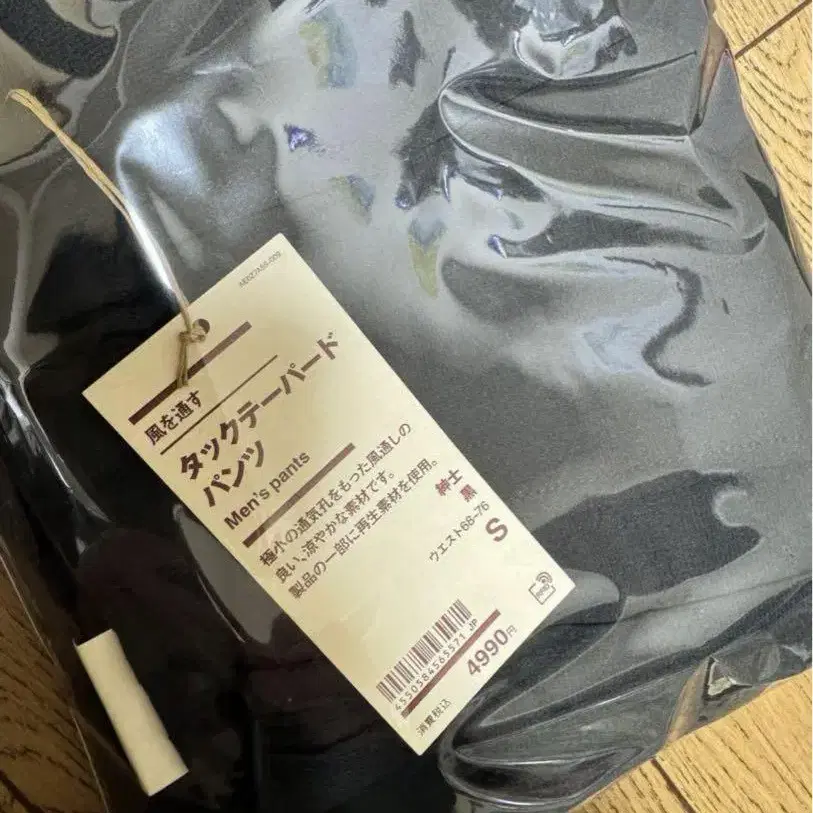 風を通す
タックテーパード
パンツ
Men's pants
極小の通気孔をもった風通しの
良い、涼やかな素材です。
製品の一部に再生素材を使用。
紳士
黒
ウエスト68-76
S
RFID
4550584565571 JP
消費税込 4990円